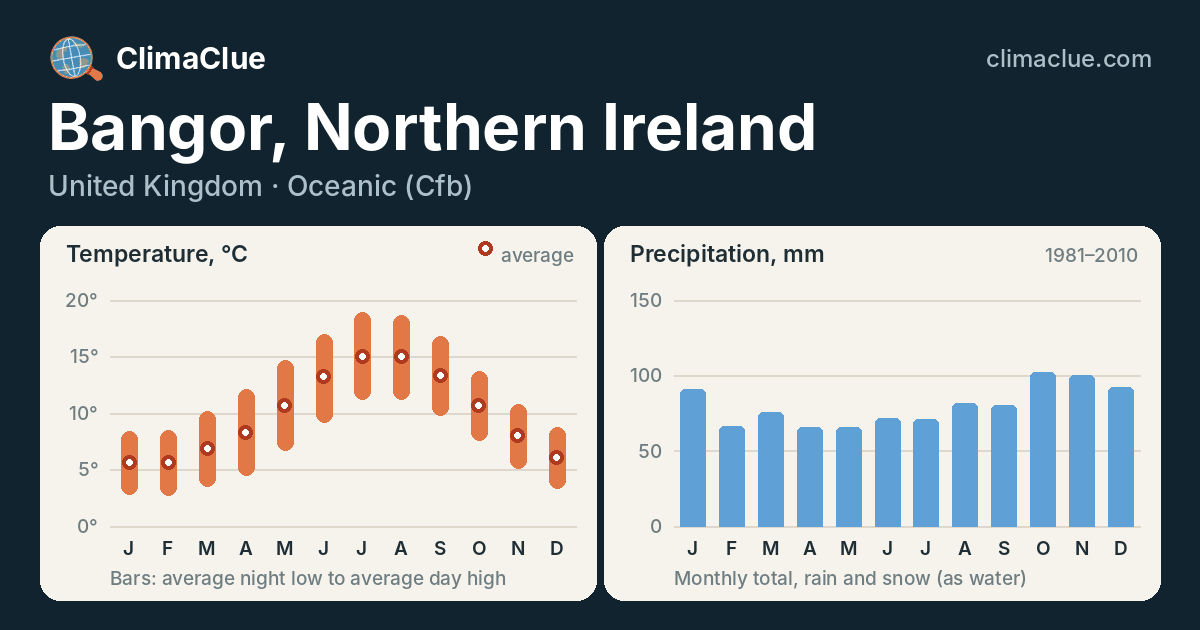 ClimaClue
climaclue.com
Bangor, Northern Ireland
United Kingdom · Oceanic (Cfb)
Temperature, °C
average
20°
15°
10°
5°
0°
J F M A M J J A S O N D
Bars: average night low to average day high
Precipitation, mm
1981–2010
150
100
50
0
J F M A M J J A S O N D
Monthly total, rain and snow (as water)